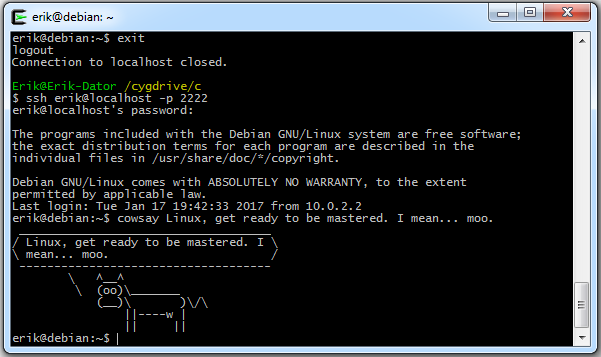 erik@debian: ~
erik@debian:~$ exit
logout
Connection to localhost closed.

Erik@Erik-Dator /cygdrive/c
$ ssh erik@localhost -p 2222
erik@localhost's password:

The programs included with the Debian GNU/Linux system are free software;
the exact distribution terms for each program are described in the
individual files in /usr/share/doc/*/copyright.

Debian GNU/Linux comes with ABSOLUTELY NO WARRANTY, to the extent
permitted by applicable law.
Last login: Tue Jan 17 19:42:33 2017 from 10.0.2.2
erik@debian:~$ cowsay Linux, get ready to be mastered. I mean... moo.
 _________________________________
/ Linux, get ready to be mastered. I \
\ mean... moo.                       /
 ---------------------------------
        \   ^__^
         \  (oo)\_______
            (__)\       )\/\
                ||----w |
                ||     ||
erik@debian:~$